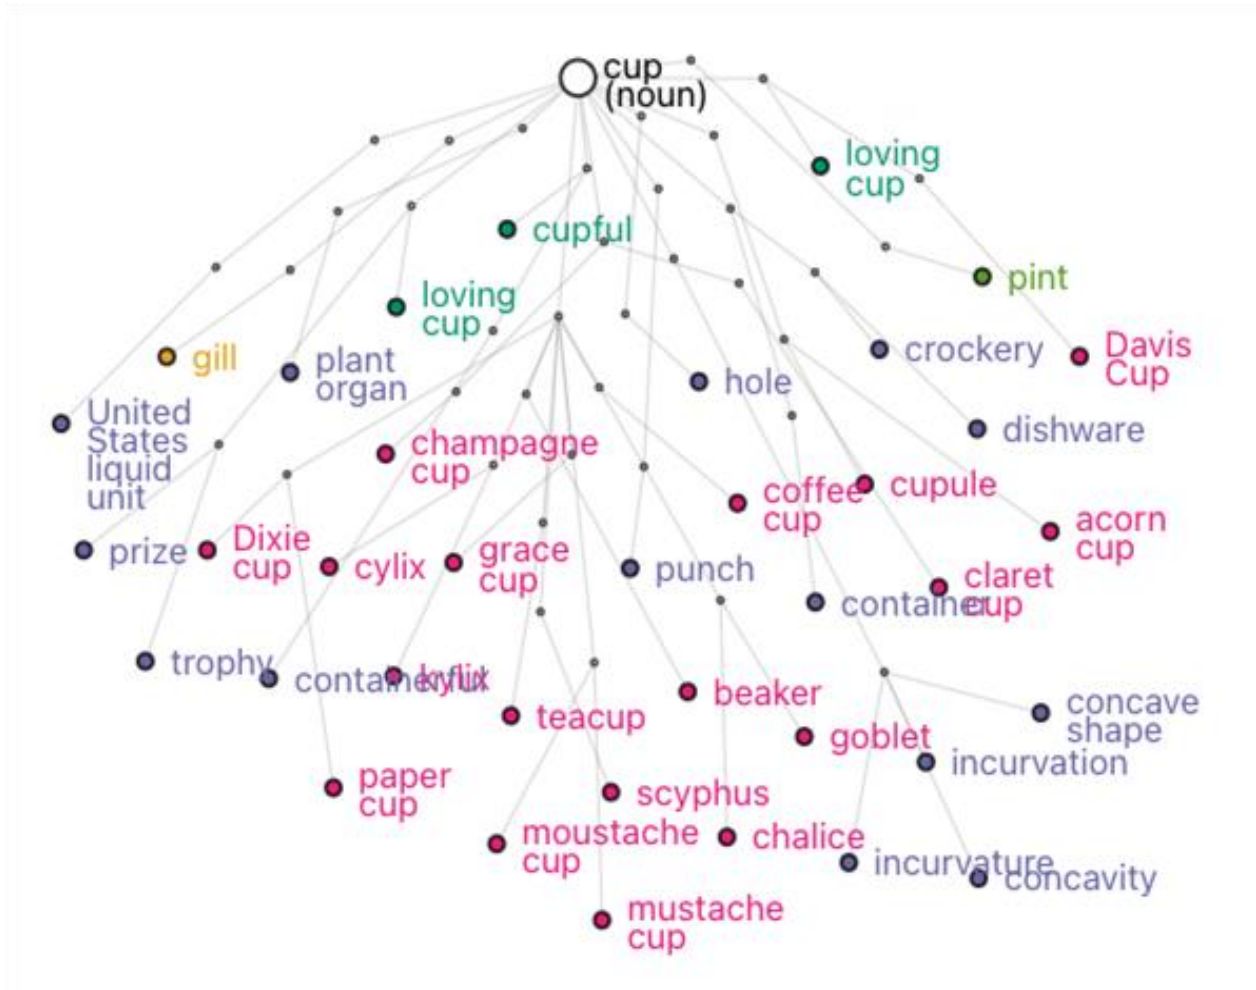 cup
(noun)
loving
cup
cupful
pint
loving
cup
gill
plant
organ
hole
crockery
Davis
Cup
United
States
liquid
unit
champagne
cup
dishware
coffee
cup
cupule
acorn
cup
prize
Dixie
cup
cylix
grace
cup
punch
container
claret
cup
trophy
containerful
kylix
teacup
beaker
goblet
concave
shape
incurvation
paper
cup
scyphus
moustache
cup
chalice
incurvature
concavity
mustache
cup